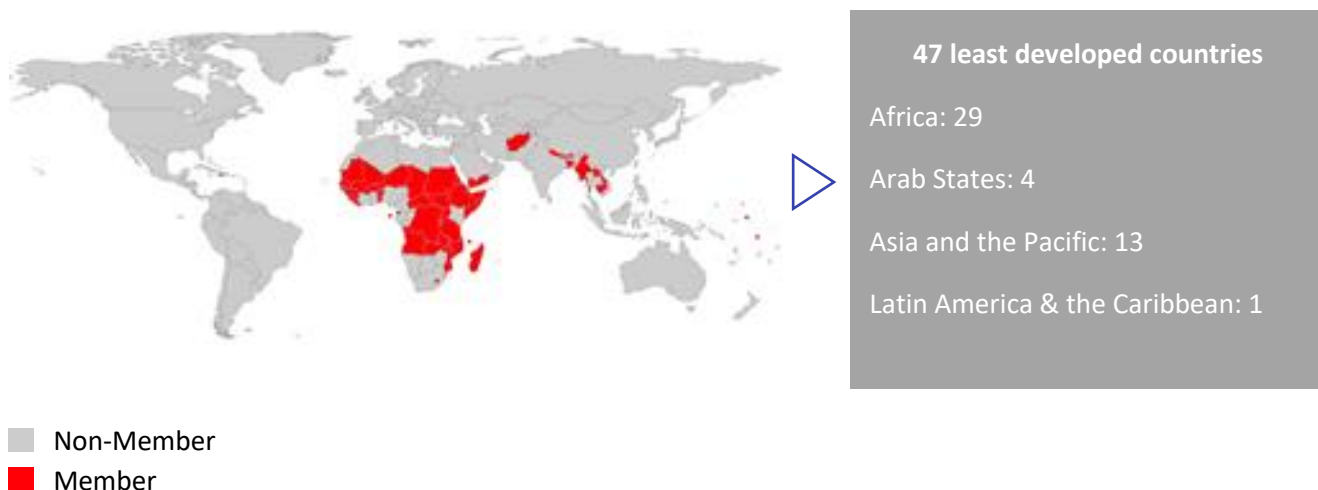 47 least developed countries
Africa: 29
Arab States: 4
Asia and the Pacific: 13
Latin America & the Caribbean: 1
Non-Member
Member